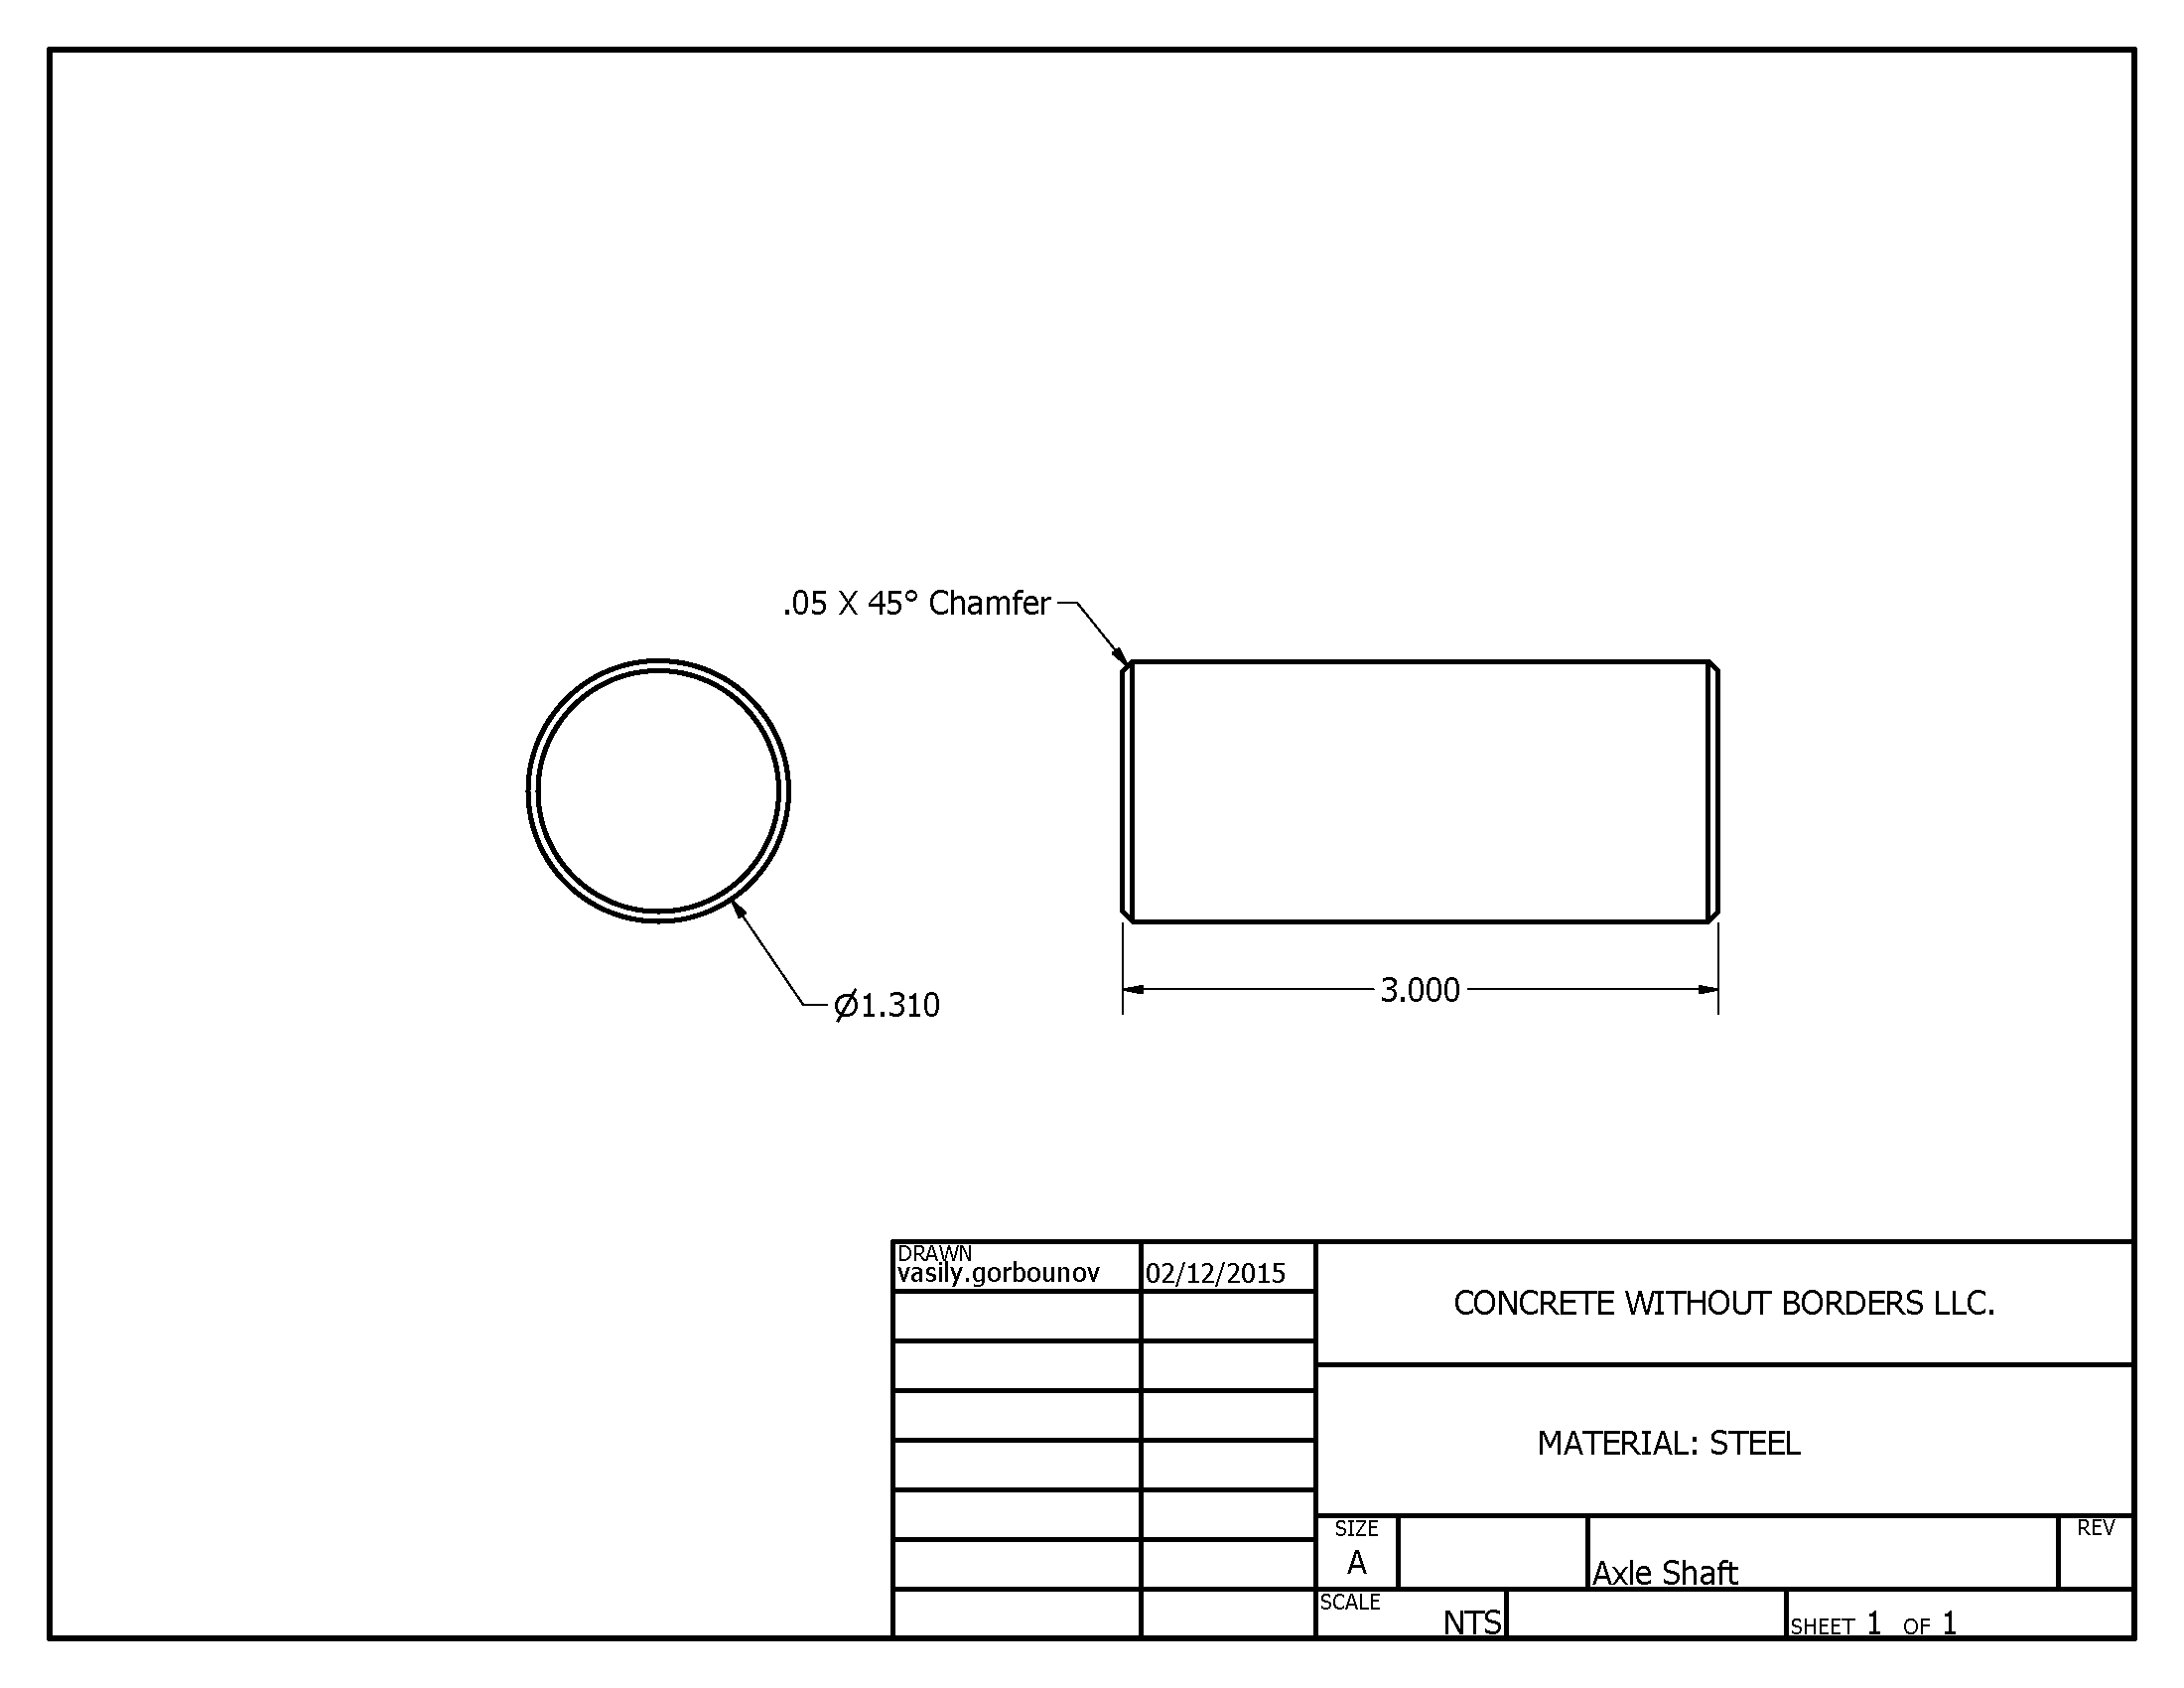 .05 X 45° Chamfer
Ø1.310
3.000
DRAWN
vasily.gorbounov 02/12/2015
CONCRETE WITHOUT BORDERS LLC.
MATERIAL: STEEL
SIZE
A
Axle Shaft
REV
SCALE
NTS
SHEET 1 OF 1